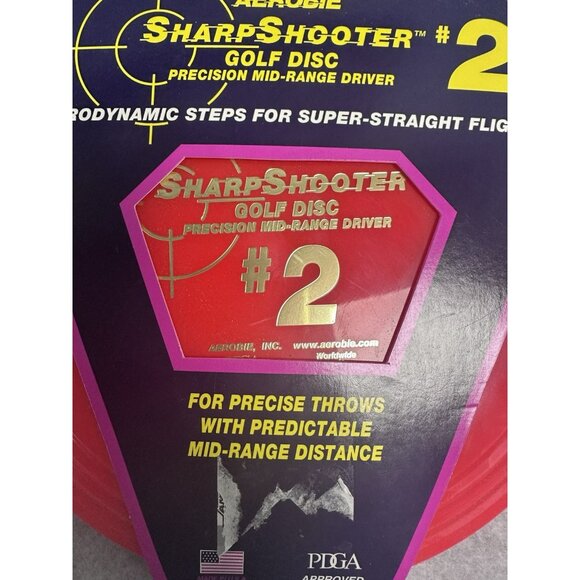 AEROBIE
SHARPSHOOTER™ #2
GOLF DISC
PRECISION MID-RANGE DRIVER
RODYNAMIC STEPS FOR SUPER-STRAIGHT FLIG
SHARPSHOOTER
GOLF DISC
PRECISION MID-RANGE DRIVER
#2
AEROBIE, INC. www.aerobie.com
Worldwide
FOR PRECISE THROWS
WITH PREDICTABLE
MID-RANGE DISTANCE
PDGA
APPROVED